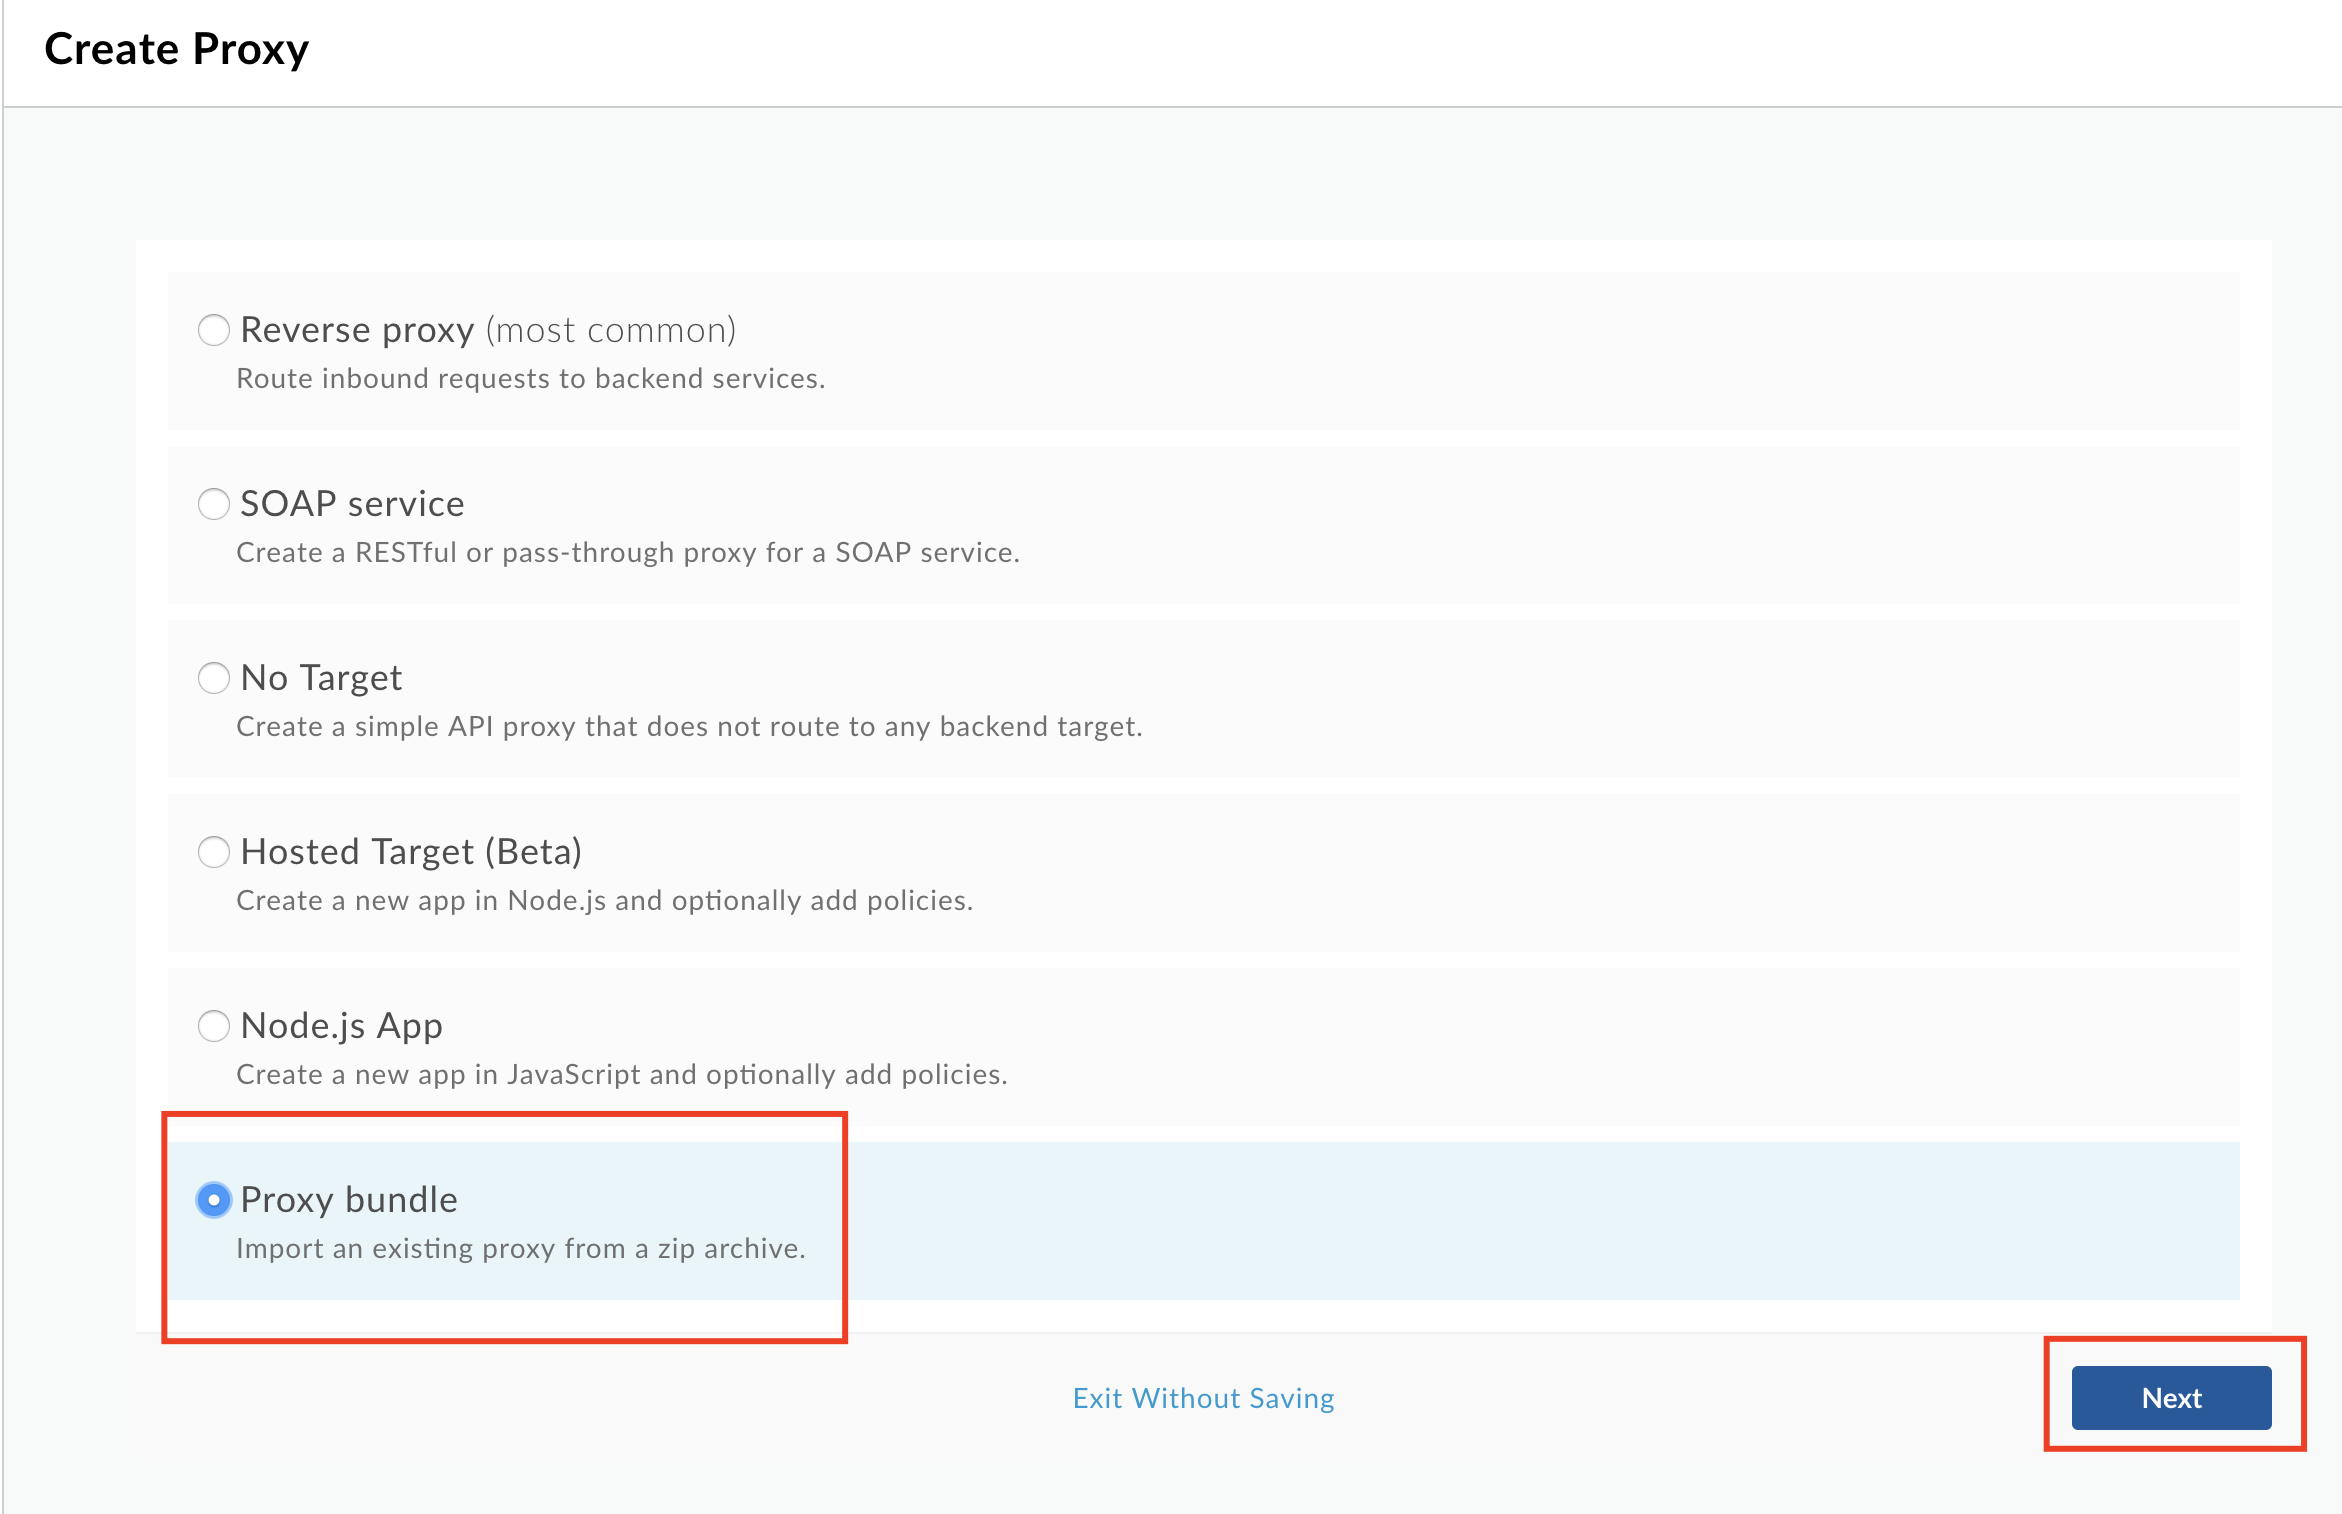 Create Proxy
Reverse proxy (most common)
Route inbound requests to backend services.
SOAP service
Create a RESTful or pass-through proxy for a SOAP service.
No Target
Create a simple API proxy that does not route to any backend target.
Hosted Target (Beta)
Create a new app in Node.js and optionally add policies.
Node.js App
Create a new app in JavaScript and optionally add policies.
Proxy bundle
Import an existing proxy from a zip archive.
Exit Without Saving
Next